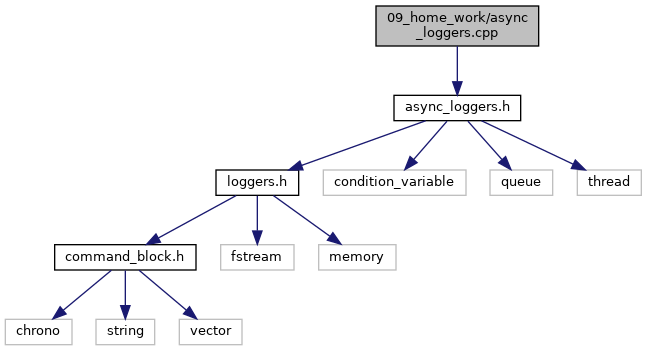 09_home_work/async
_loggers.cpp
async_loggers.h
loggers.h
condition_variable
queue
thread
command_block.h
fstream
memory
chrono
string
vector